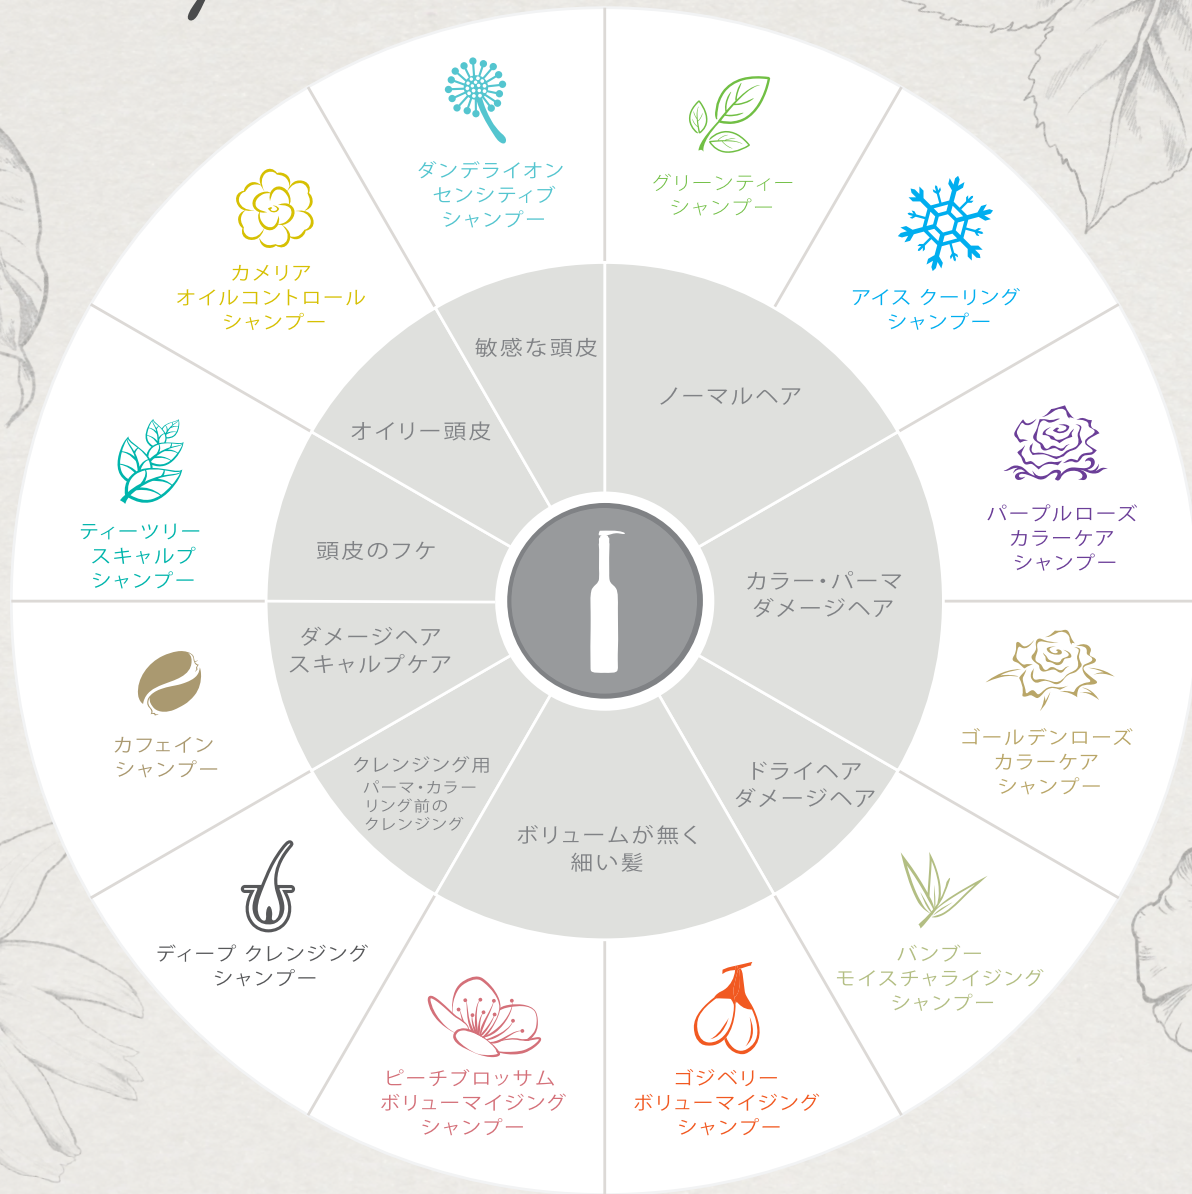 ダンデライオン
センシティブ
シャンプー
グリーンティー
シャンプー
アイス クーリング
シャンプー
パープルローズ
カラーケア
シャンプー
ゴールデンローズ
カラーケア
シャンプー
バンブー
モイスチャライジング
シャンプー
ゴジベリー
ボリューマイジング
シャンプー
ピーチブロッサム
ボリューマイジング
シャンプー
ディープ クレンジング
シャンプー
カフェイン
シャンプー
ティーツリー
スキャルプ
シャンプー
カメリア
オイルコントロール
シャンプー
敏感な頭皮
ノーマルヘア
カラー・パーマ
ダメージヘア
ドライヘア
ダメージヘア
ボリュームが無く
細い髪
クレンジング用
パーマ・カラー
リング前の
クレンジング
ダメージヘア
スキャルプケア
頭皮のフケ
オイリー頭皮